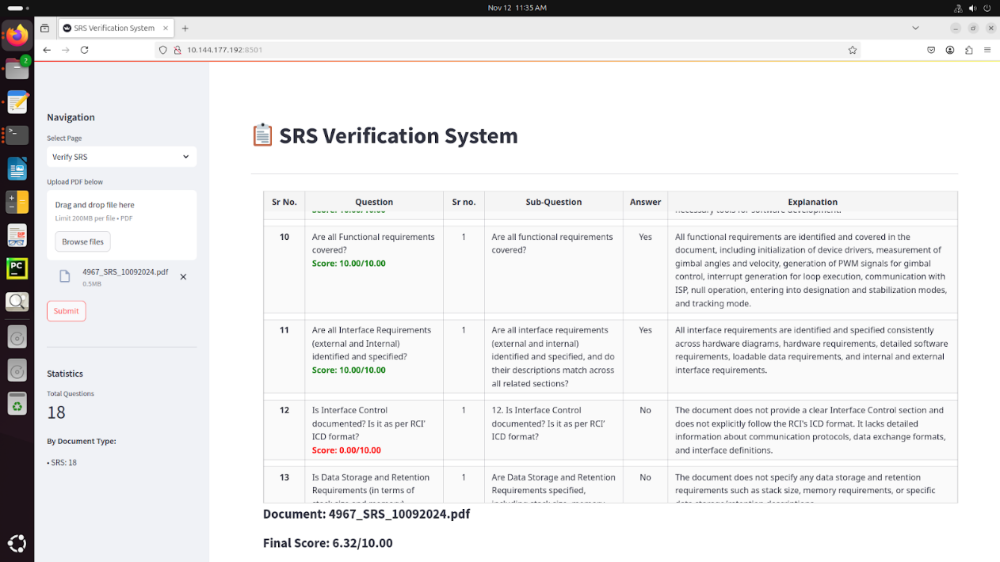 Nov 12 11:35 AM
SRS Verification System
10.144.177.192:8501
2
PC
Navigation
Select Page
Verify SRS
Upload PDF below
Drag and drop file here
Limit 200MB per file • PDF
Browse files
4967_SRS_10092024.pdf
0.5MB
Submit
Statistics
Total Questions
18
By Document Type:
• SRS: 18
SRS Verification System
Sr No. Question Sr no. Sub-Question Answer Explanation
Score: 10.00/10.00
necessary tools for software development.
10
Are all Functional requirements
covered?
Score: 10.00/10.00
1
Are all functional requirements
covered?
Yes
All functional requirements are identified and covered in the
document, including initialization of device drivers, measurement of
gimbal angles and velocity, generation of PWM signals for gimbal
control, interrupt generation for loop execution, communication with
ISP, null operation, entering into designation and stabilization modes,
and tracking mode.
11
Are all Interface Requirements
(external and Internal)
identified and specified?
Score: 10.00/10.00
1
Are all interface requirements
(external and internal)
identified and specified, and do
their descriptions match across
all related sections?
Yes
All interface requirements are identified and specified consistently
across hardware diagrams, hardware requirements, detailed software
requirements, loadable data requirements, and internal and external
interface requirements.
12
Is Interface Control
documented? Is it as per RCI'
ICD format?
Score: 0.00/10.00
1
12. Is Interface Control
documented? Is it as per RCI'
ICD format?
No
The document does not provide a clear Interface Control section and
does not explicitly follow the RCI's ICD format. It lacks detailed
information about communication protocols, data exchange formats,
and interface definitions.
13
Is Data Storage and Retention
Requirements (in terms of
1
Are Data Storage and Retention
Requirements specified,
No
The document does not specify any data storage and retention
requirements such as stack size, memory requirements, or specific
Document: 4967_SRS_10092024.pdf
Final Score: 6.32/10.00